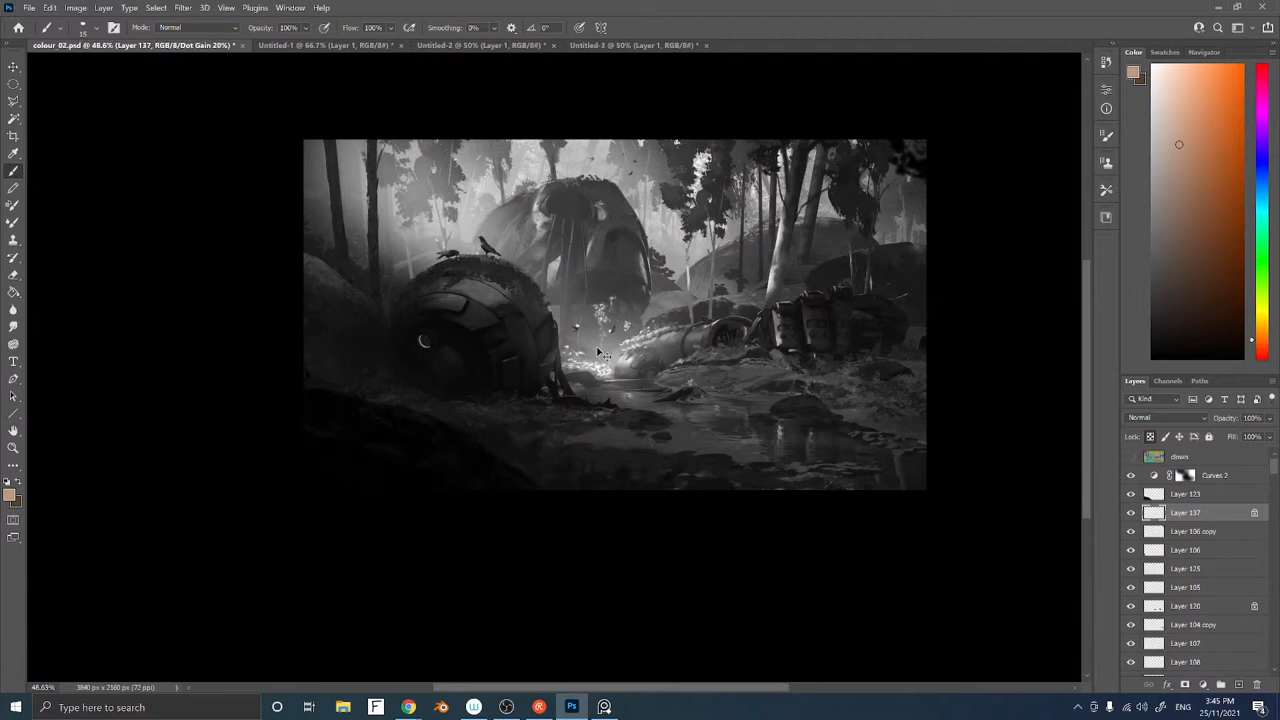 File Edit Image Layer Type Select Filter 3D View Plugins Window Help
15 Mode: Normal Opacity: 100% Flow: 100% Smoothing: 0% 0°
colour_02.psd @ 48.6% (Layer 137, RGB/8/Dot Gain 20%) * × Untitled-1 @ 66.7% (Layer 1, RGB/8#) * × Untitled-2 @ 50% (Layer 1, RGB/8#) * × Untitled-3 @ 50% (Layer 1, RGB/8#) * ×
Color Swatches Navigator
Layers Channels Paths
Kind
Normal Opacity: 100%
Lock: Fill: 100%
clown
Curves 2
Layer 123
Layer 137
Layer 106 copy
Layer 106
Layer 125
Layer 105
Layer 120
Layer 104 copy
Layer 107
Layer 108
48.63% 3840 px x 2160 px (72 ppi)
Type here to search
ENG
3:45 PM
25/11/2021